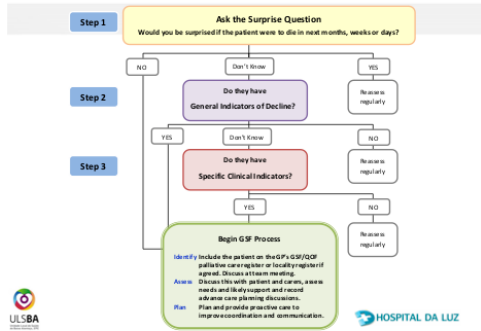 Step 1
Ask the Surprise Question
Would you be surprised if the patient were to die in next months, weeks or days?
NO
Don't Know
YES
Step 2
Do they have
General Indicators of Decline?
Reassess
regularly
YES
Don't Know
NO
Step 3
Do they have
Specific Clinical Indicators?
Reassess
regularly
YES
NO
Begin GSF Process
Reassess
regularly
Identify Include the patient on the GP's GSF/QOF
palliative care register or locality register if
agreed. Discuss at team meeting.
Assess Discuss this with patient and carers, assess
needs and likely support and record
advance care planning discussions.
Plan Plan and provide proactive care to
improve coordination and communication.
ULSBA
HOSPITAL DA LUZ